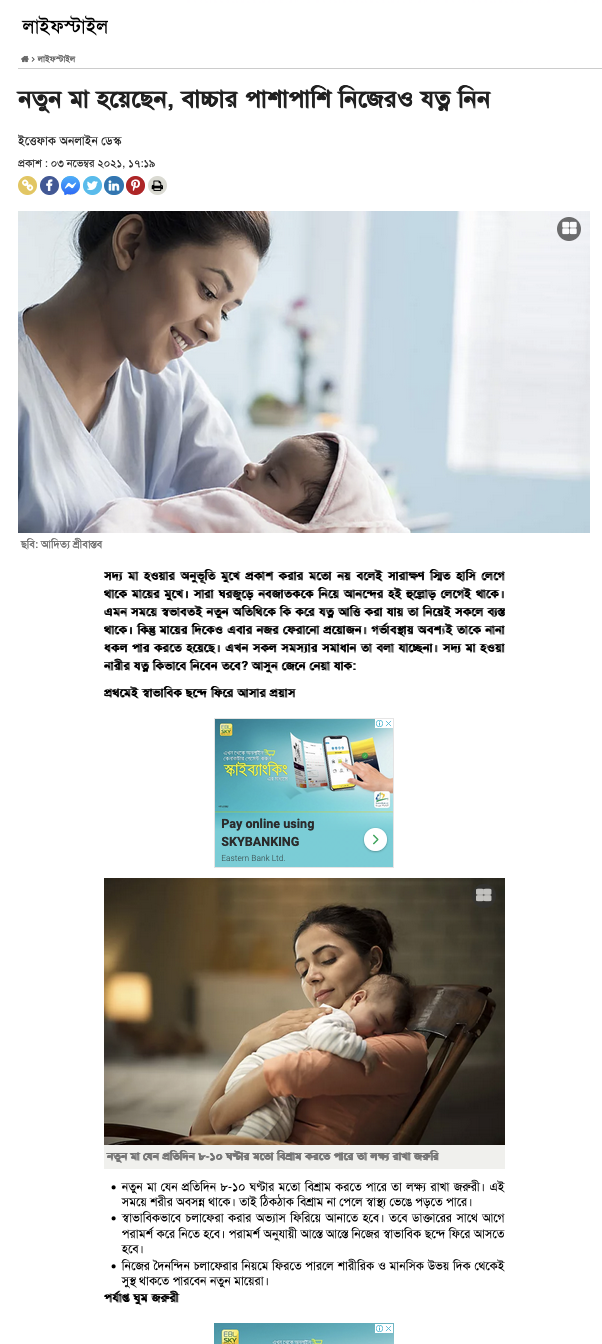 লাইফস্টাইল
› লাইফস্টাইল
নতুন মা হয়েছেন, বাচ্চার পাশাপাশি নিজেরও যত্ন নিন
ইত্তেফাক অনলাইন ডেস্ক
প্রকাশ : ০৩ নভেম্বর ২০২১, ১৭:১৯
ছবি: আদিত্য শ্রীবাস্তব
সদ্য মা হওয়ার অনুভূতি মুখে প্রকাশ করার মতো নয় বলেই সারাক্ষণ স্মিত হাসি লেগে
থাকে মায়ের মুখে। সারা ঘরজুড়ে নবজাতককে নিয়ে আনন্দের হই হুল্লোড় লেগেই থাকে।
এমন সময়ে স্বভাবতই নতুন অতিথিকে কি করে যত্ন আত্তি করা যায় তা নিয়েই সকলে ব্যস্ত
থাকে। কিন্তু মায়ের দিকেও এবার নজর ফেরানো প্রয়োজন। গর্ভাবস্থায় অবশ্যই তাকে নানা
ধকল পার করতে হয়েছে। এখন সকল সমস্যার সমাধান তা বলা যাচ্ছেনা। সদ্য মা হওয়া
নারীর যত্ন কিভাবে নিবেন তবে? আসুন জেনে নেয়া যাক:
প্রথমেই স্বাভাবিক ছন্দে ফিরে আসার প্রয়াস
EBL
SKY
স্কাইব্যাংকিং
Pay online using
SKYBANKING
Eastern Bank Ltd.
নতুন মা যেন প্রতিদিন ৮-১০ ঘণ্টার মতো বিশ্রাম করতে পারে তা লক্ষ্য রাখা জরুরি
• নতুন মা যেন প্রতিদিন ৮-১০ ঘণ্টার মতো বিশ্রাম করতে পারে তা লক্ষ্য রাখা জরুরী। এই
সময়ে শরীর অবসন্ন থাকে। তাই ঠিকঠাক বিশ্রাম না পেলে স্বাস্থ্য ভেঙে পড়তে পারে।
• স্বাভাবিকভাবে চলাফেরা করার অভ্যাস ফিরিয়ে আনাতে হবে। তবে ডাক্তারের সাথে আগে
পরামর্শ করে নিতে হবে। পরামর্শ অনুযায়ী আস্তে আস্তে নিজের স্বাভাবিক ছন্দে ফিরে আসতে
হবে।
• নিজের দৈনন্দিন চলাফেরার নিয়মে ফিরতে পারলে শারীরিক ও মানসিক উভয় দিক থেকেই
সুস্থ থাকতে পারবেন নতুন মায়েরা।
পর্যাপ্ত ঘুম জরুরী
EBL
SKY